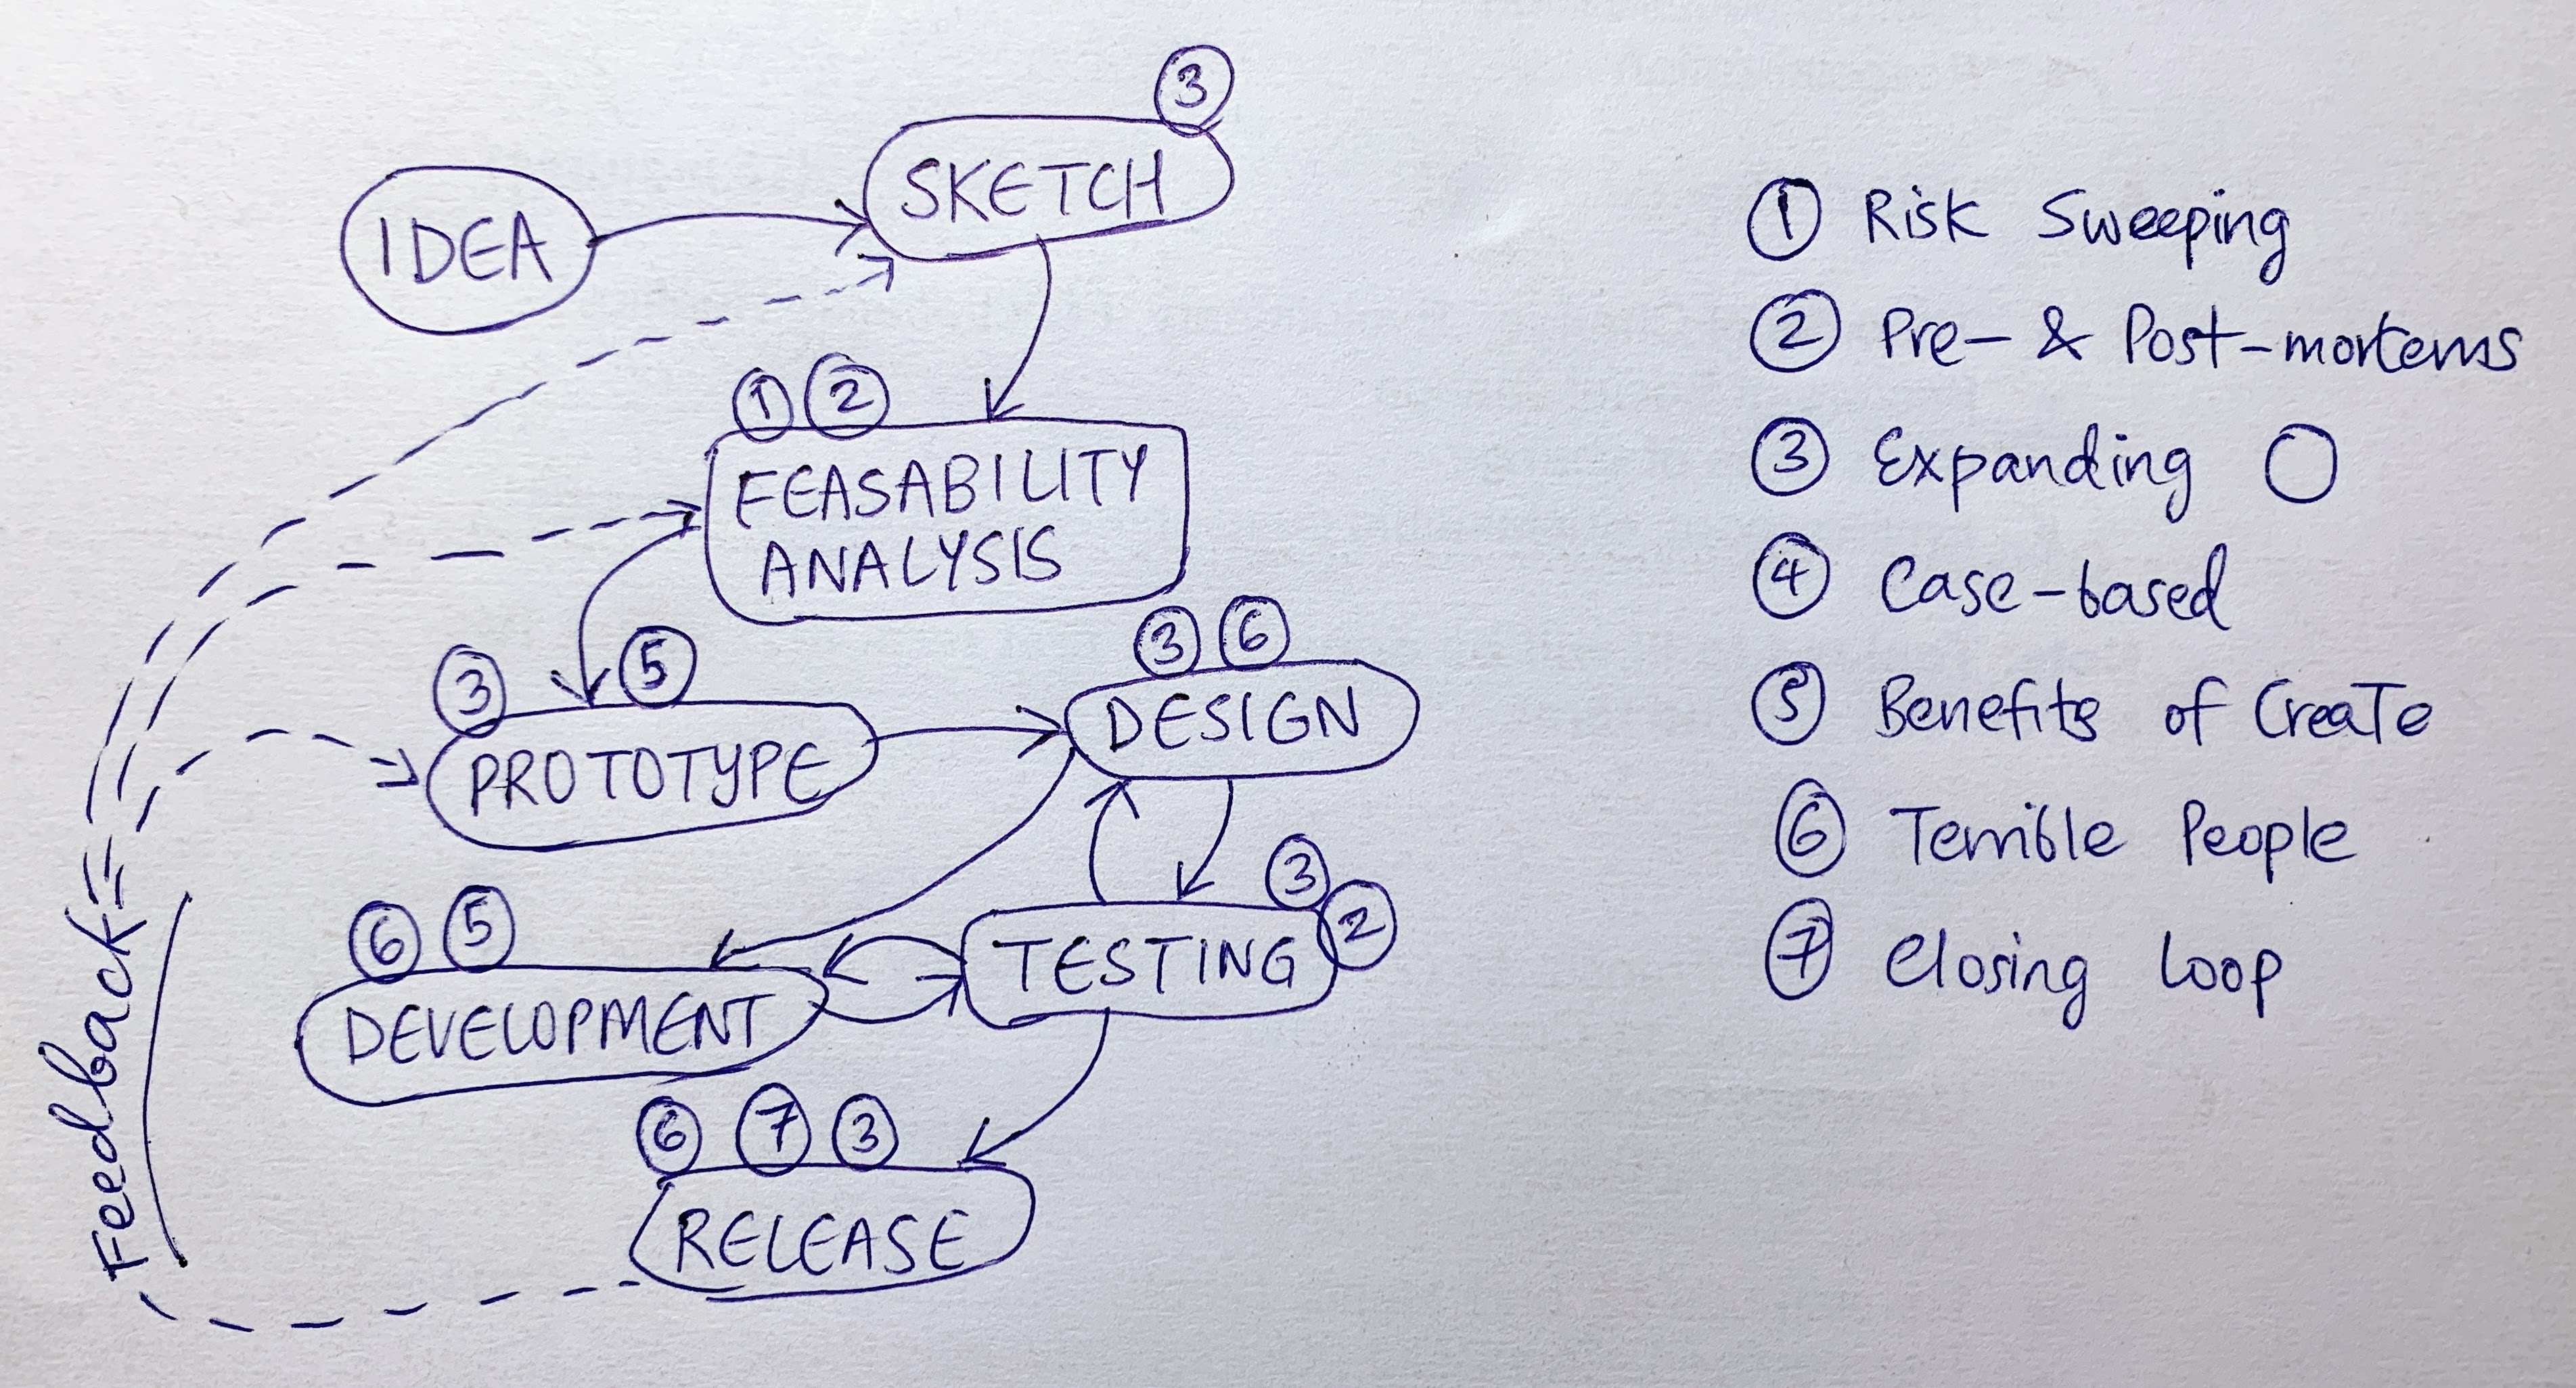 3
SKETCH
IDEA
1 2
FEASABILITY
ANALYSIS
3 5
PROTOTYPE
3 6
DESIGN
6 5
DEVELOPMENT
3
2
TESTING
6 7 3
RELEASE
Feedback
1 Risk Sweeping
2 Pre- & Post-mortems
3 Expanding
4 Case-based
5 Benefits of Create
6 Terrible People
7 Closing Loop